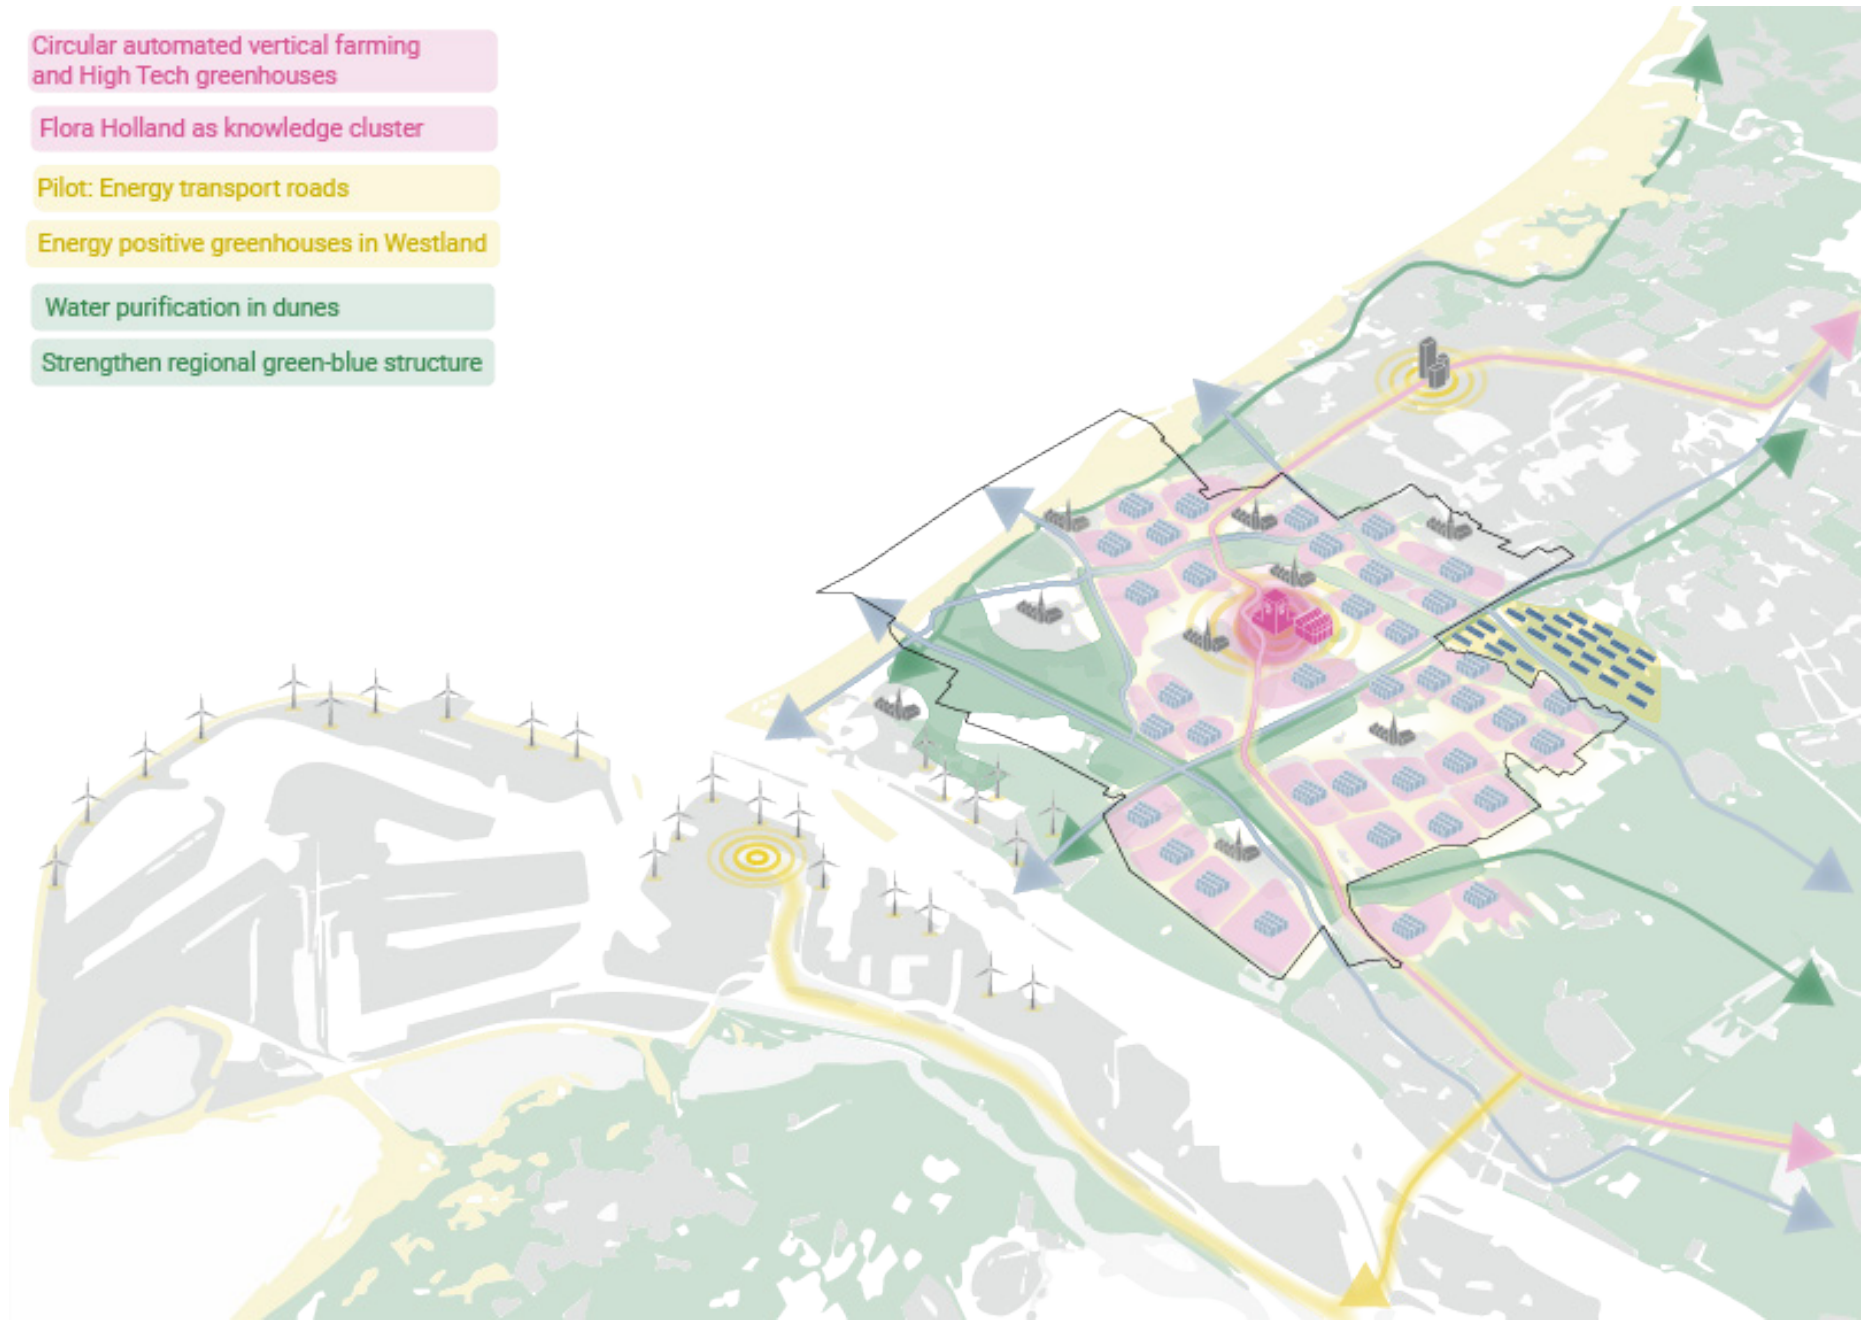 Circular automated vertical farming
and High Tech greenhouses
Flora Holland as knowledge cluster
Pilot: Energy transport roads
Energy positive greenhouses in Westland
Water purification in dunes
Strengthen regional green-blue structure